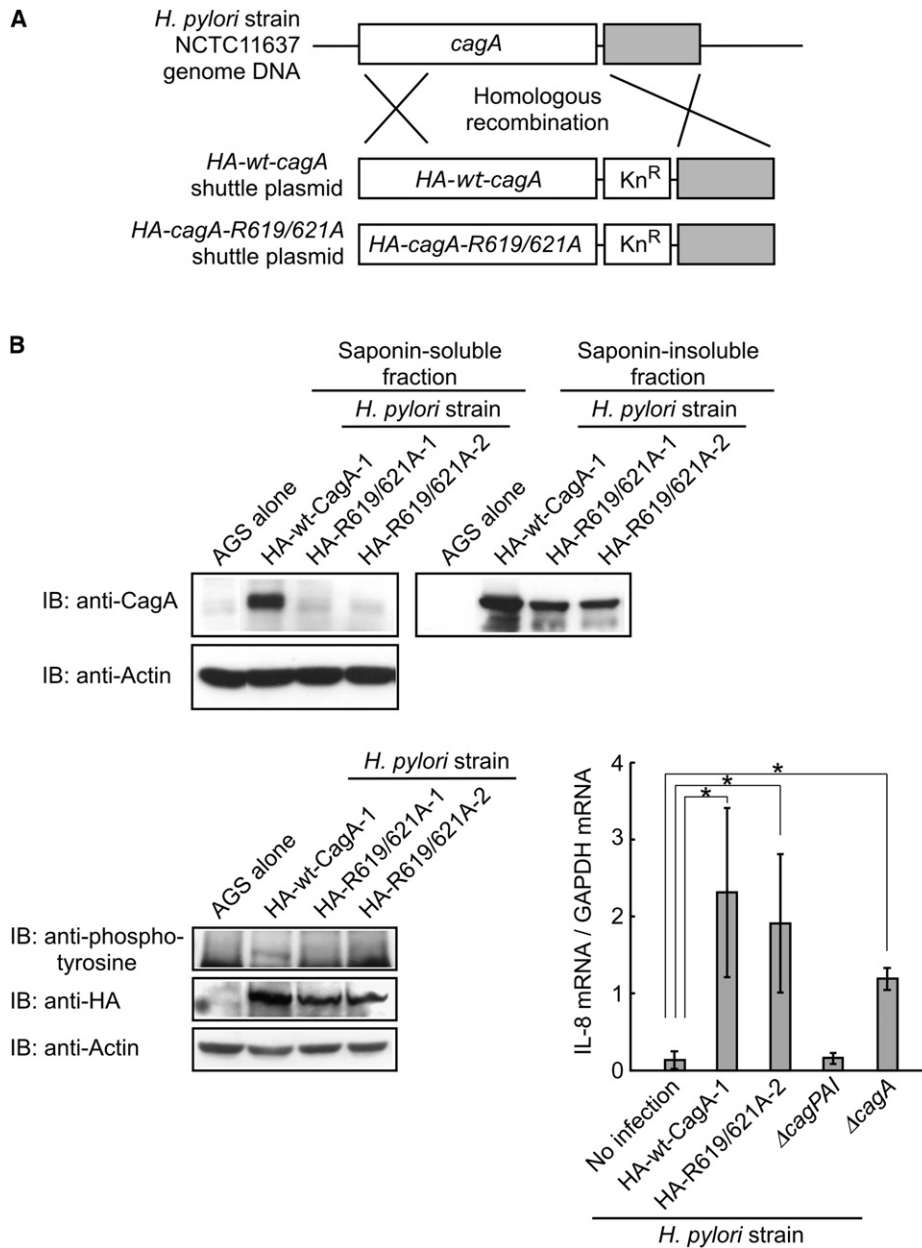 A
H. pylori strain
NCTC11637
genome DNA
cagA
Homologous
recombination
HA-wt-cagA
shuttle plasmid
HA-wt-cagA
Kn^R
HA-cagA-R619/621A
shuttle plasmid
HA-cagA-R619/621A
Kn^R
B
Saponin-soluble
fraction
H. pylori strain
AGS alone
HA-wt-CagA-1
HA-R619/621A-1
HA-R619/621A-2
Saponin-insoluble
fraction
H. pylori strain
AGS alone
HA-wt-CagA-1
HA-R619/621A-1
HA-R619/621A-2
IB: anti-CagA
IB: anti-Actin
H. pylori strain
AGS alone
HA-wt-CagA-1
HA-R619/621A-1
HA-R619/621A-2
IB: anti-phospho-
tyrosine
IB: anti-HA
IB: anti-Actin
IL-8 mRNA / GAPDH mRNA
4
3
2
1
0
*
*
*
No infection
HA-wt-CagA-1
HA-R619/621A-2
ΔcagPAI
ΔcagA
H. pylori strain